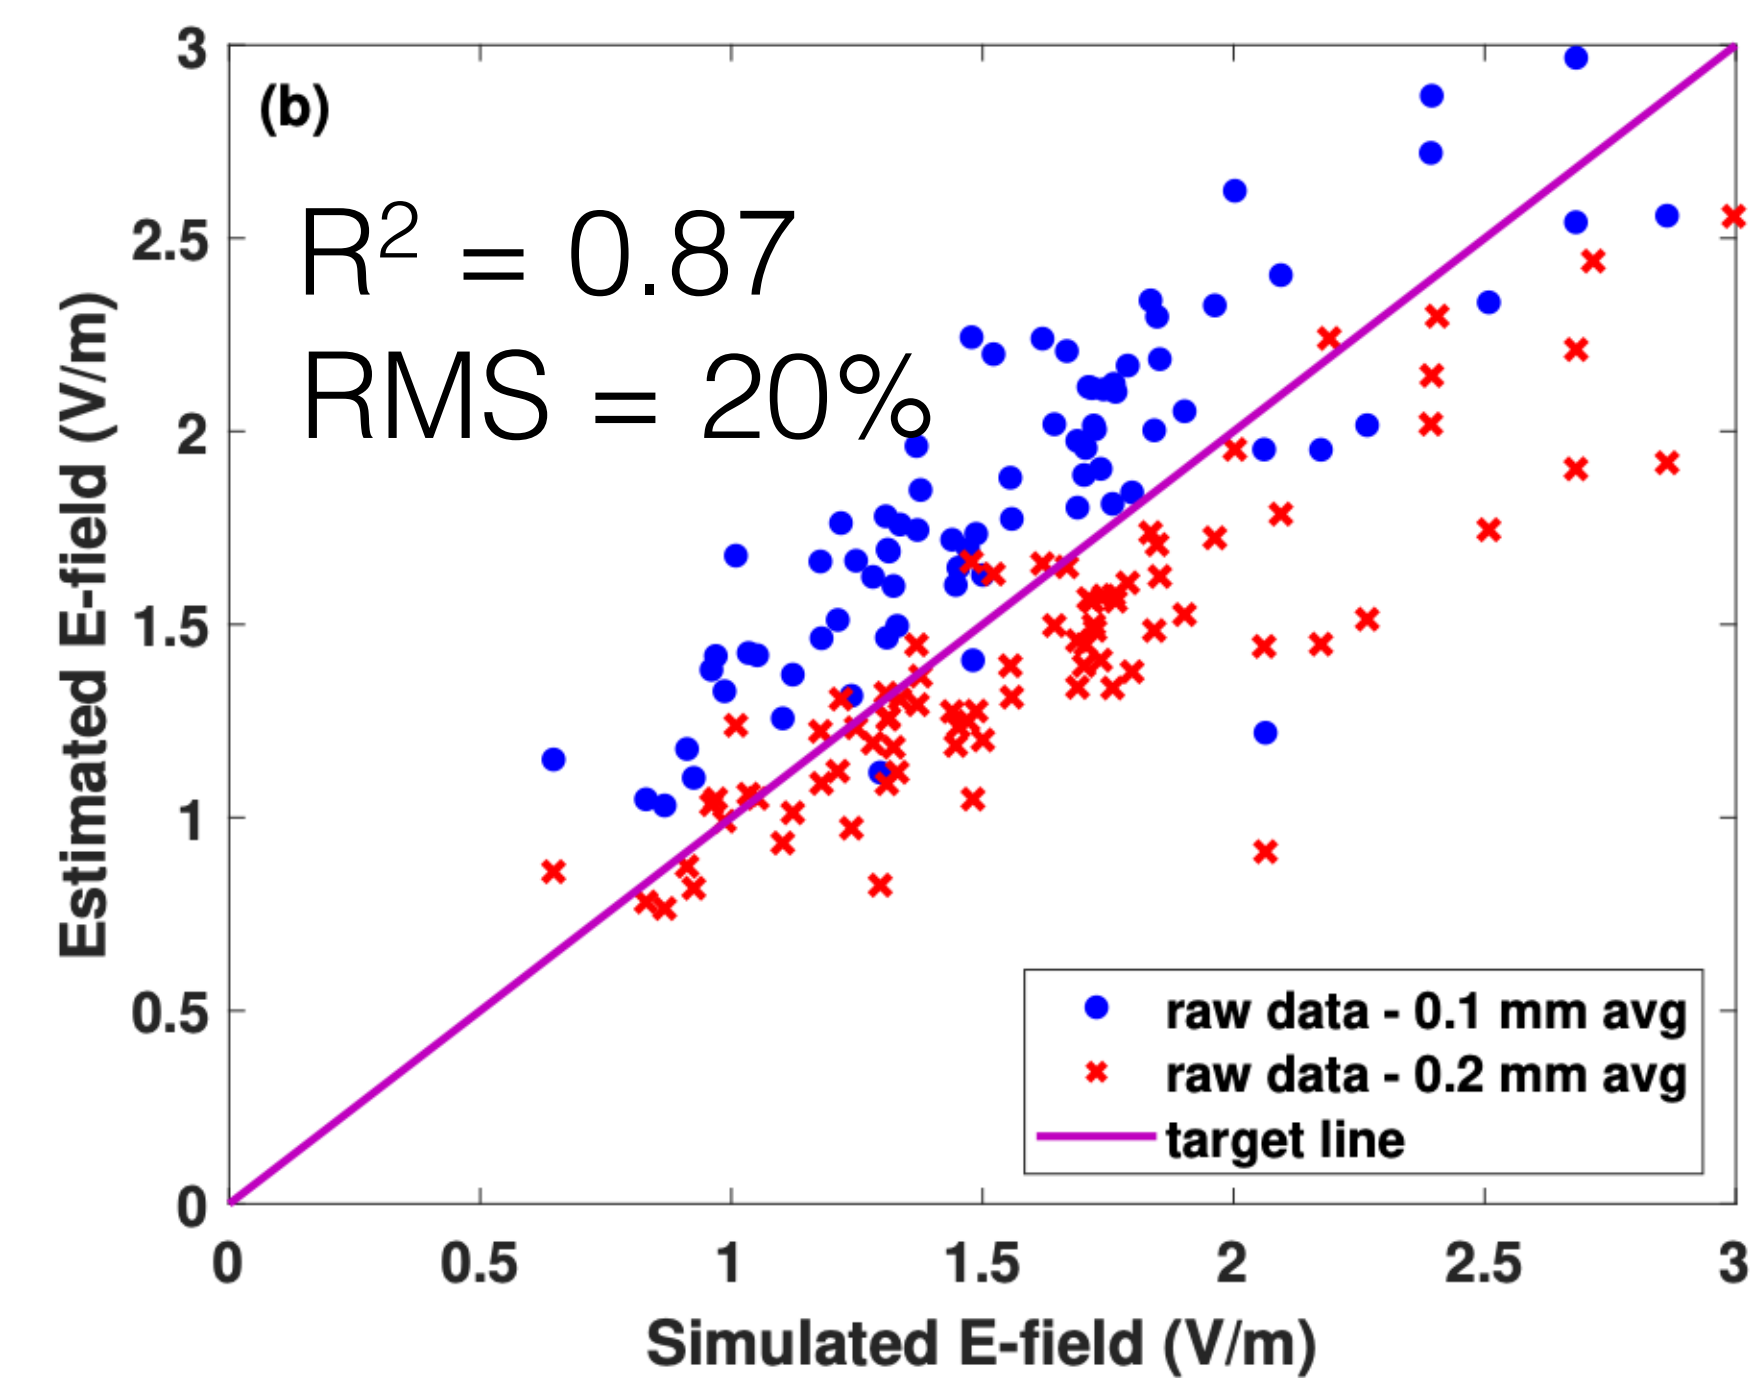 (b)
R² = 0.87
RMS = 20%
3
2.5
2
1.5
1
0.5
0
Estimated E-field (V/m)
raw data - 0.1 mm avg
raw data - 0.2 mm avg
target line
0 0.5 1 1.5 2 2.5 3
Simulated E-field (V/m)